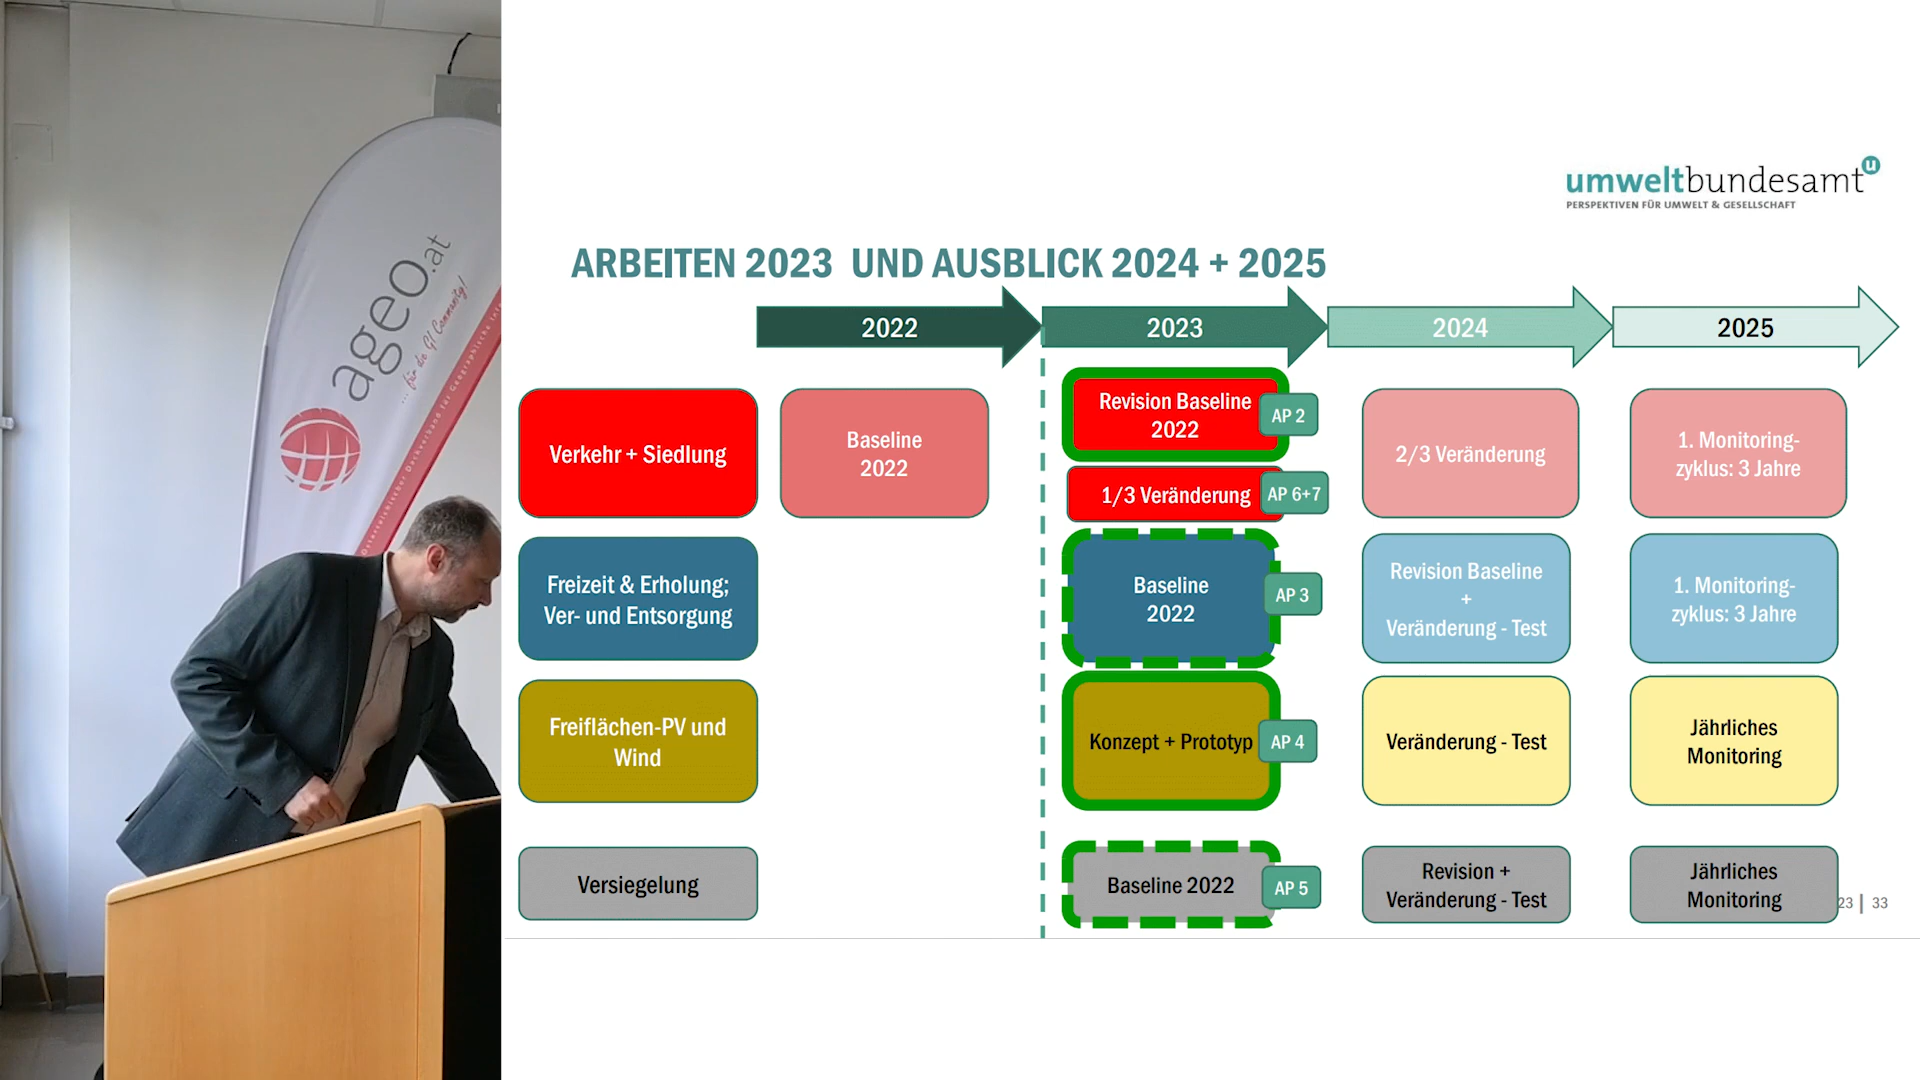 ageo.at
... für die GI Community!
Österreichischer Dachverband für Geographische
umweltbundesamt
PERSPEKTIVEN FÜR UMWELT & GESELLSCHAFT
ARBEITEN 2023 UND AUSBLICK 2024 + 2025
2022
2023
2024
2025
Verkehr + Siedlung
Baseline
2022
Revision Baseline
2022
AP 2
1/3 Veränderung
AP 6+7
2/3 Veränderung
1. Monitoring-
zyklus: 3 Jahre
Freizeit & Erholung;
Ver- und Entsorgung
Baseline
2022
AP 3
Revision Baseline
+
Veränderung - Test
1. Monitoring-
zyklus: 3 Jahre
Freiflächen-PV und
Wind
Konzept + Prototyp
AP 4
Veränderung - Test
Jährliches
Monitoring
Versiegelung
Baseline 2022
AP 5
Revision +
Veränderung - Test
Jährliches
Monitoring
23 | 33